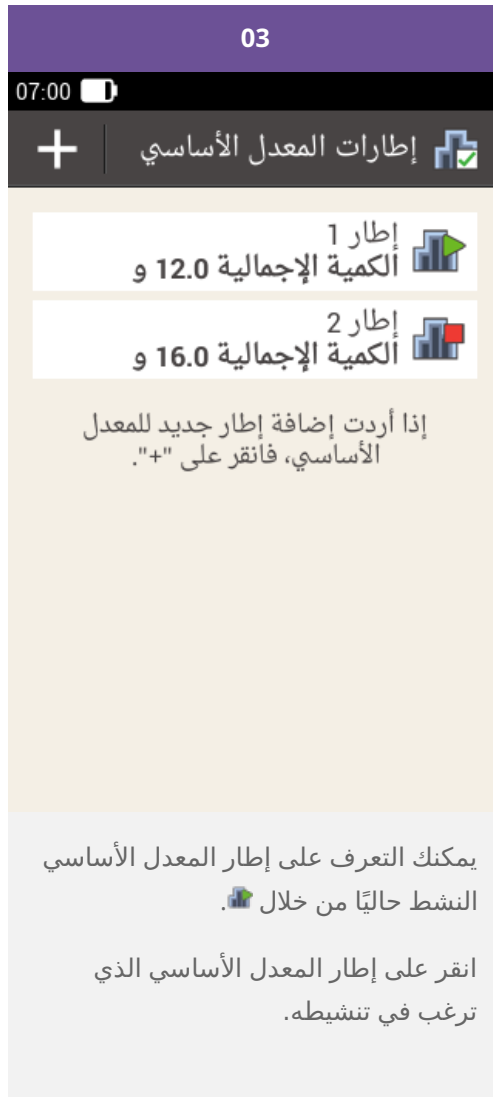 03
07:00
إطارات المعدل الأساسي
إطار 1
الكمية الإجمالية 12.0 و
إطار 2
الكمية الإجمالية 16.0 و
إذا أردت إضافة إطار جديد للمعدل
الأساسي، فانقر على "+".
يمكنك التعرف على إطار المعدل الأساسي
النشط حاليًا من خلال .
انقر على إطار المعدل الأساسي الذي
ترغب في تنشيطه.